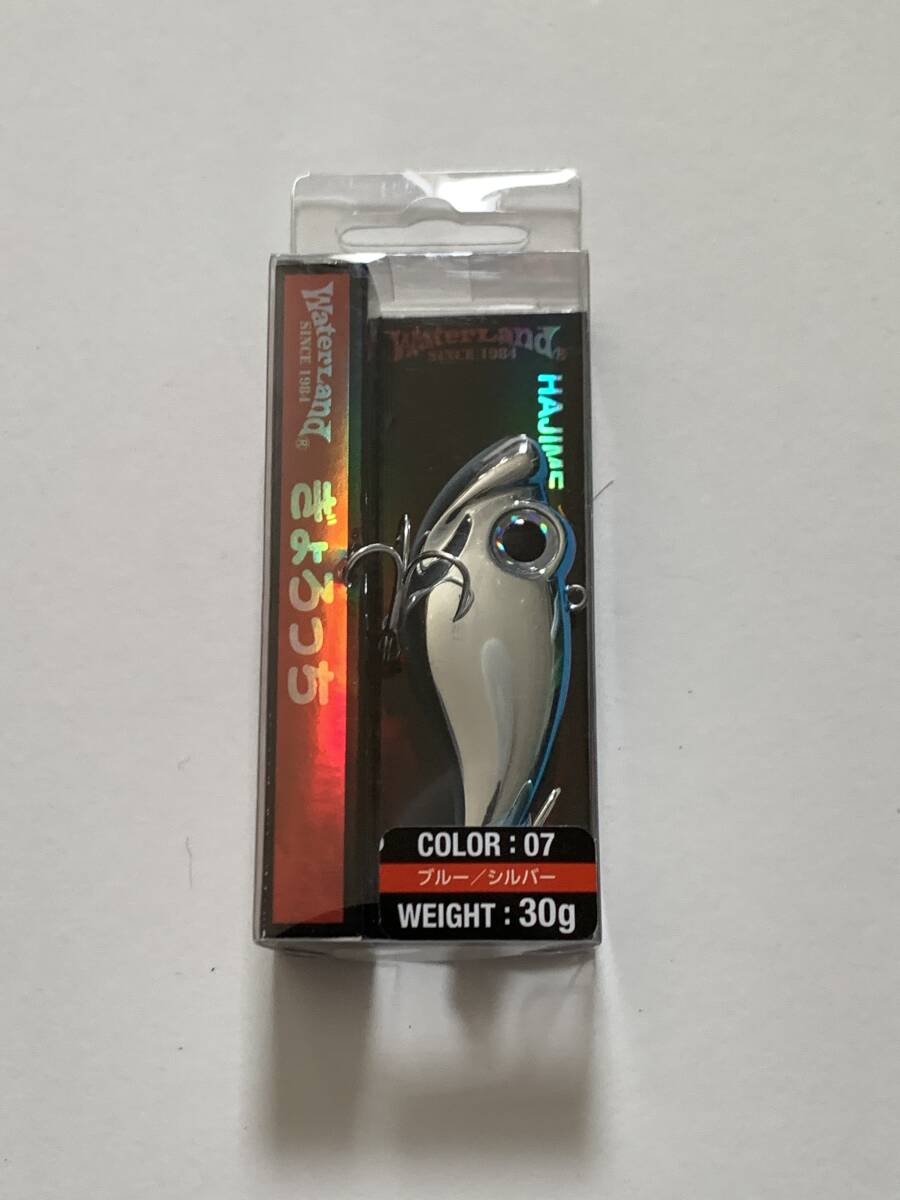 WaterLand®
SINCE 1984
ぎょろっち
WaterLand®
SINCE 1984
HAJIME
COLOR : 07
ブルー／シルバー
WEIGHT : 30g